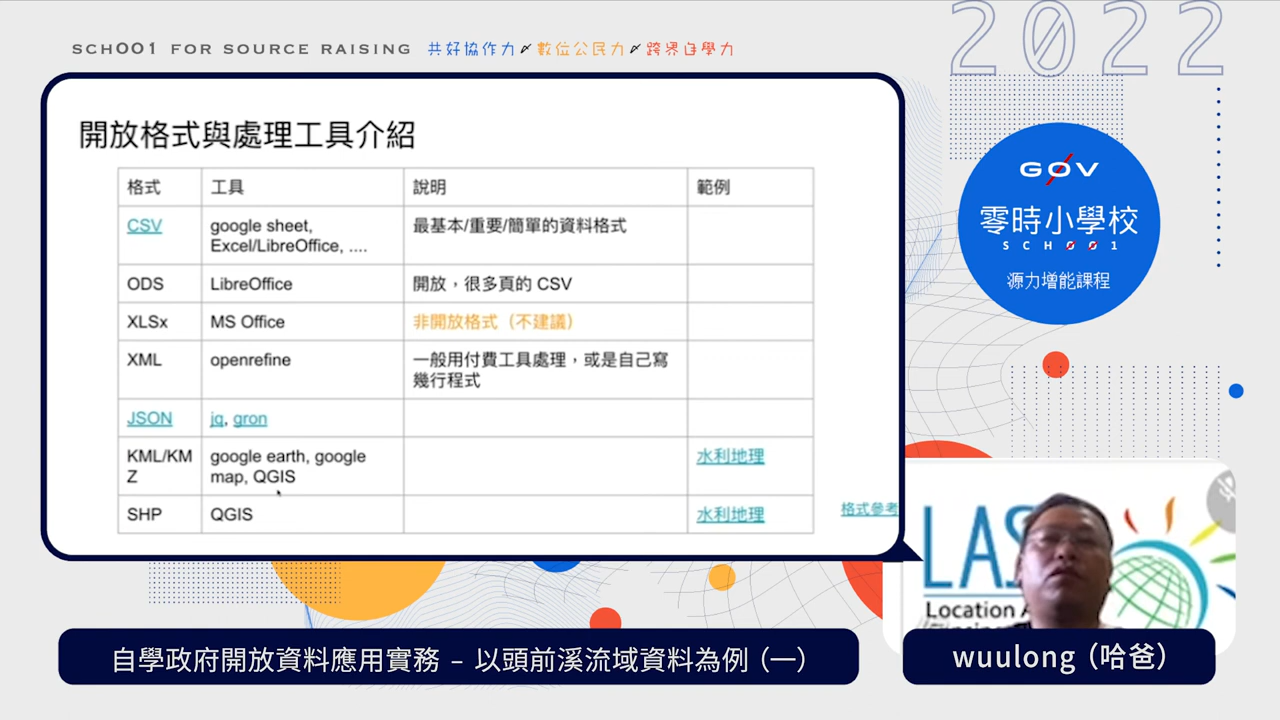 SCHOO1 FOR SOURCE RAISING 共好協作力 數位公民力 跨界自學力
2022
開放格式與處理工具介紹
格式 工具 說明 範例
CSV google sheet, Excel/LibreOffice, .... 最基本/重要/簡單的資料格式
ODS LibreOffice 開放，很多頁的 CSV
XLSx MS Office 非開放格式（不建議）
XML openrefine 一般用付費工具處理，或是自己寫幾行程式
JSON jq, gron
KML/KMZ google earth, google map, QGIS 水利地理
SHP QGIS 水利地理
格式參考
G0V
零時小學校
SCH001
源力增能課程
LAS
Location A
自學政府開放資料應用實務 – 以頭前溪流域資料為例（一）
wuulong（哈爸）